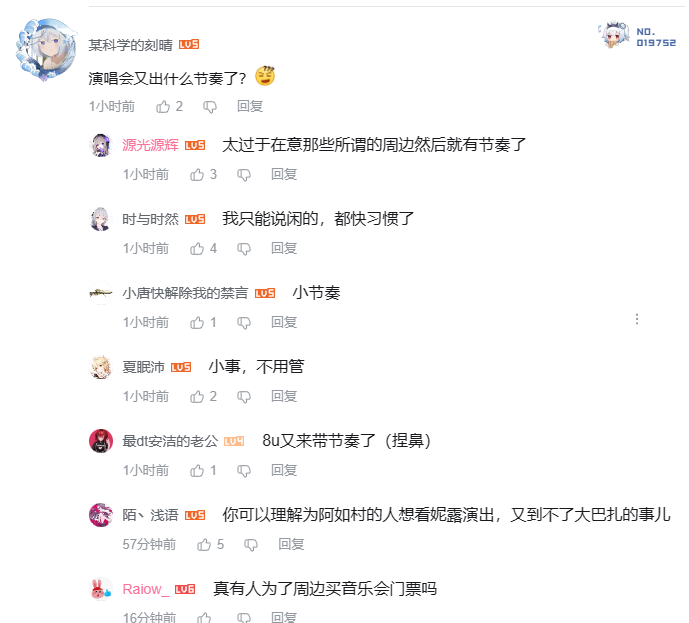 某科学的刻晴 LV5
NO.
019752
演唱会又出什么节奏了？
1小时前 2 回复
源光源辉 LV5 太过于在意那些所谓的周边然后就有节奏了
1小时前 3 回复
时与时然 LV5 我只能说闲的，都快习惯了
1小时前 4 回复
小唐快解除我的禁言 LV5 小节奏
1小时前 1 回复
夏眠沛 LV5 小事，不用管
1小时前 2 回复
最dt安洁的老公 LV4 8u又来带节奏了（捏鼻）
1小时前 1 回复
陌丶浅语 LV5 你可以理解为阿如村的人想看妮露演出，又到不了大巴扎的事儿
57分钟前 5 回复
Raiow_ LV6 真有人为了周边买音乐会门票吗
16分钟前 回复